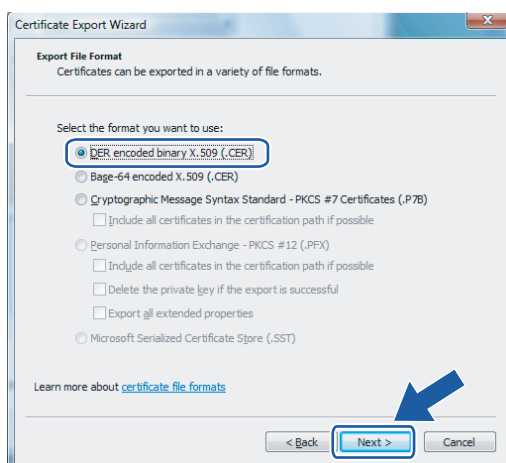 Certificate Export Wizard
Export File Format
Certificates can be exported in a variety of file formats.
Select the format you want to use:
DER encoded binary X.509 (.CER)
Base-64 encoded X.509 (.CER)
Cryptographic Message Syntax Standard - PKCS #7 Certificates (.P7B)
Include all certificates in the certification path if possible
Personal Information Exchange - PKCS #12 (.PFX)
Include all certificates in the certification path if possible
Delete the private key if the export is successful
Export all extended properties
Microsoft Serialized Certificate Store (.SST)
Learn more about certificate file formats
< Back Next > Cancel